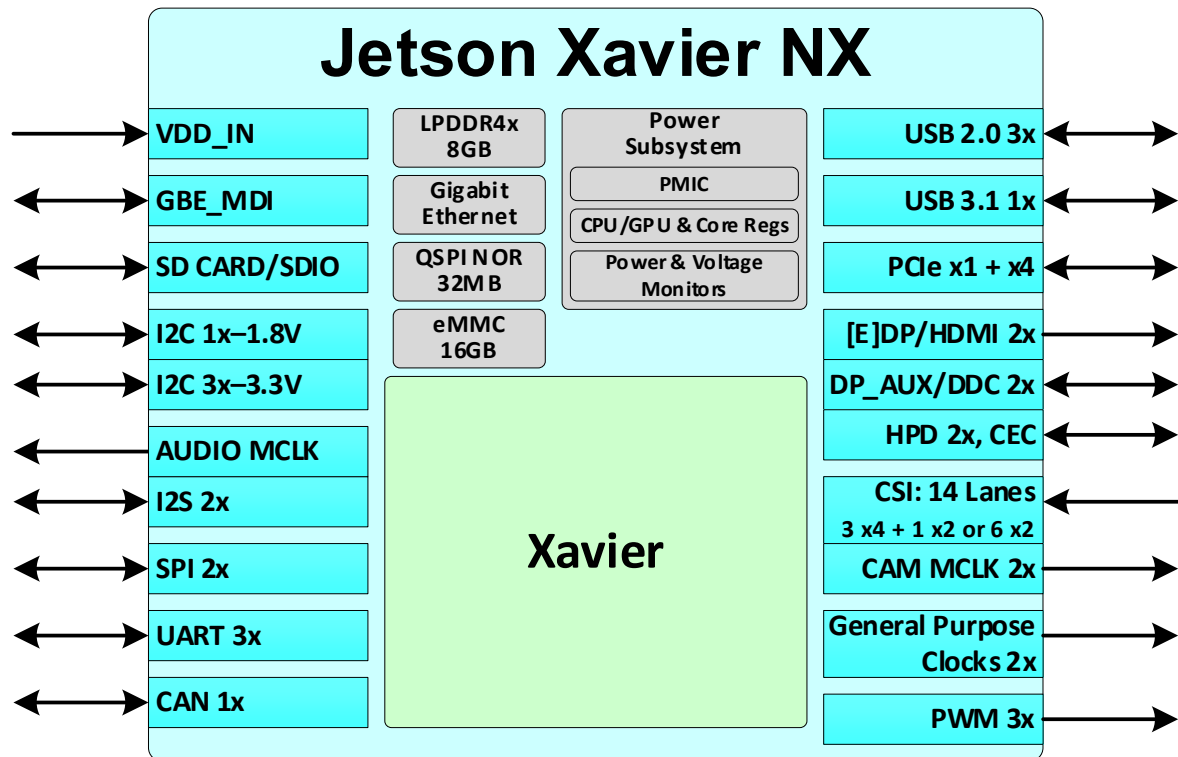 Jetson Xavier NX
VDD_IN
GBE_MDI
SD CARD/SDIO
I2C 1x–1.8V
I2C 3x–3.3V
AUDIO MCLK
I2S 2x
SPI 2x
UART 3x
CAN 1x
LPDDR4x
8GB
Gigabit
Ethernet
QSPI NOR
32MB
eMMC
16GB
Power
Subsystem
PMIC
CPU/GPU & Core Regs
Power & Voltage
Monitors
Xavier
USB 2.0 3x
USB 3.1 1x
PCIe x1 + x4
[E]DP/HDMI 2x
DP_AUX/DDC 2x
HPD 2x, CEC
CSI: 14 Lanes
3 x4 + 1 x2 or 6 x2
CAM MCLK 2x
General Purpose
Clocks 2x
PWM 3x